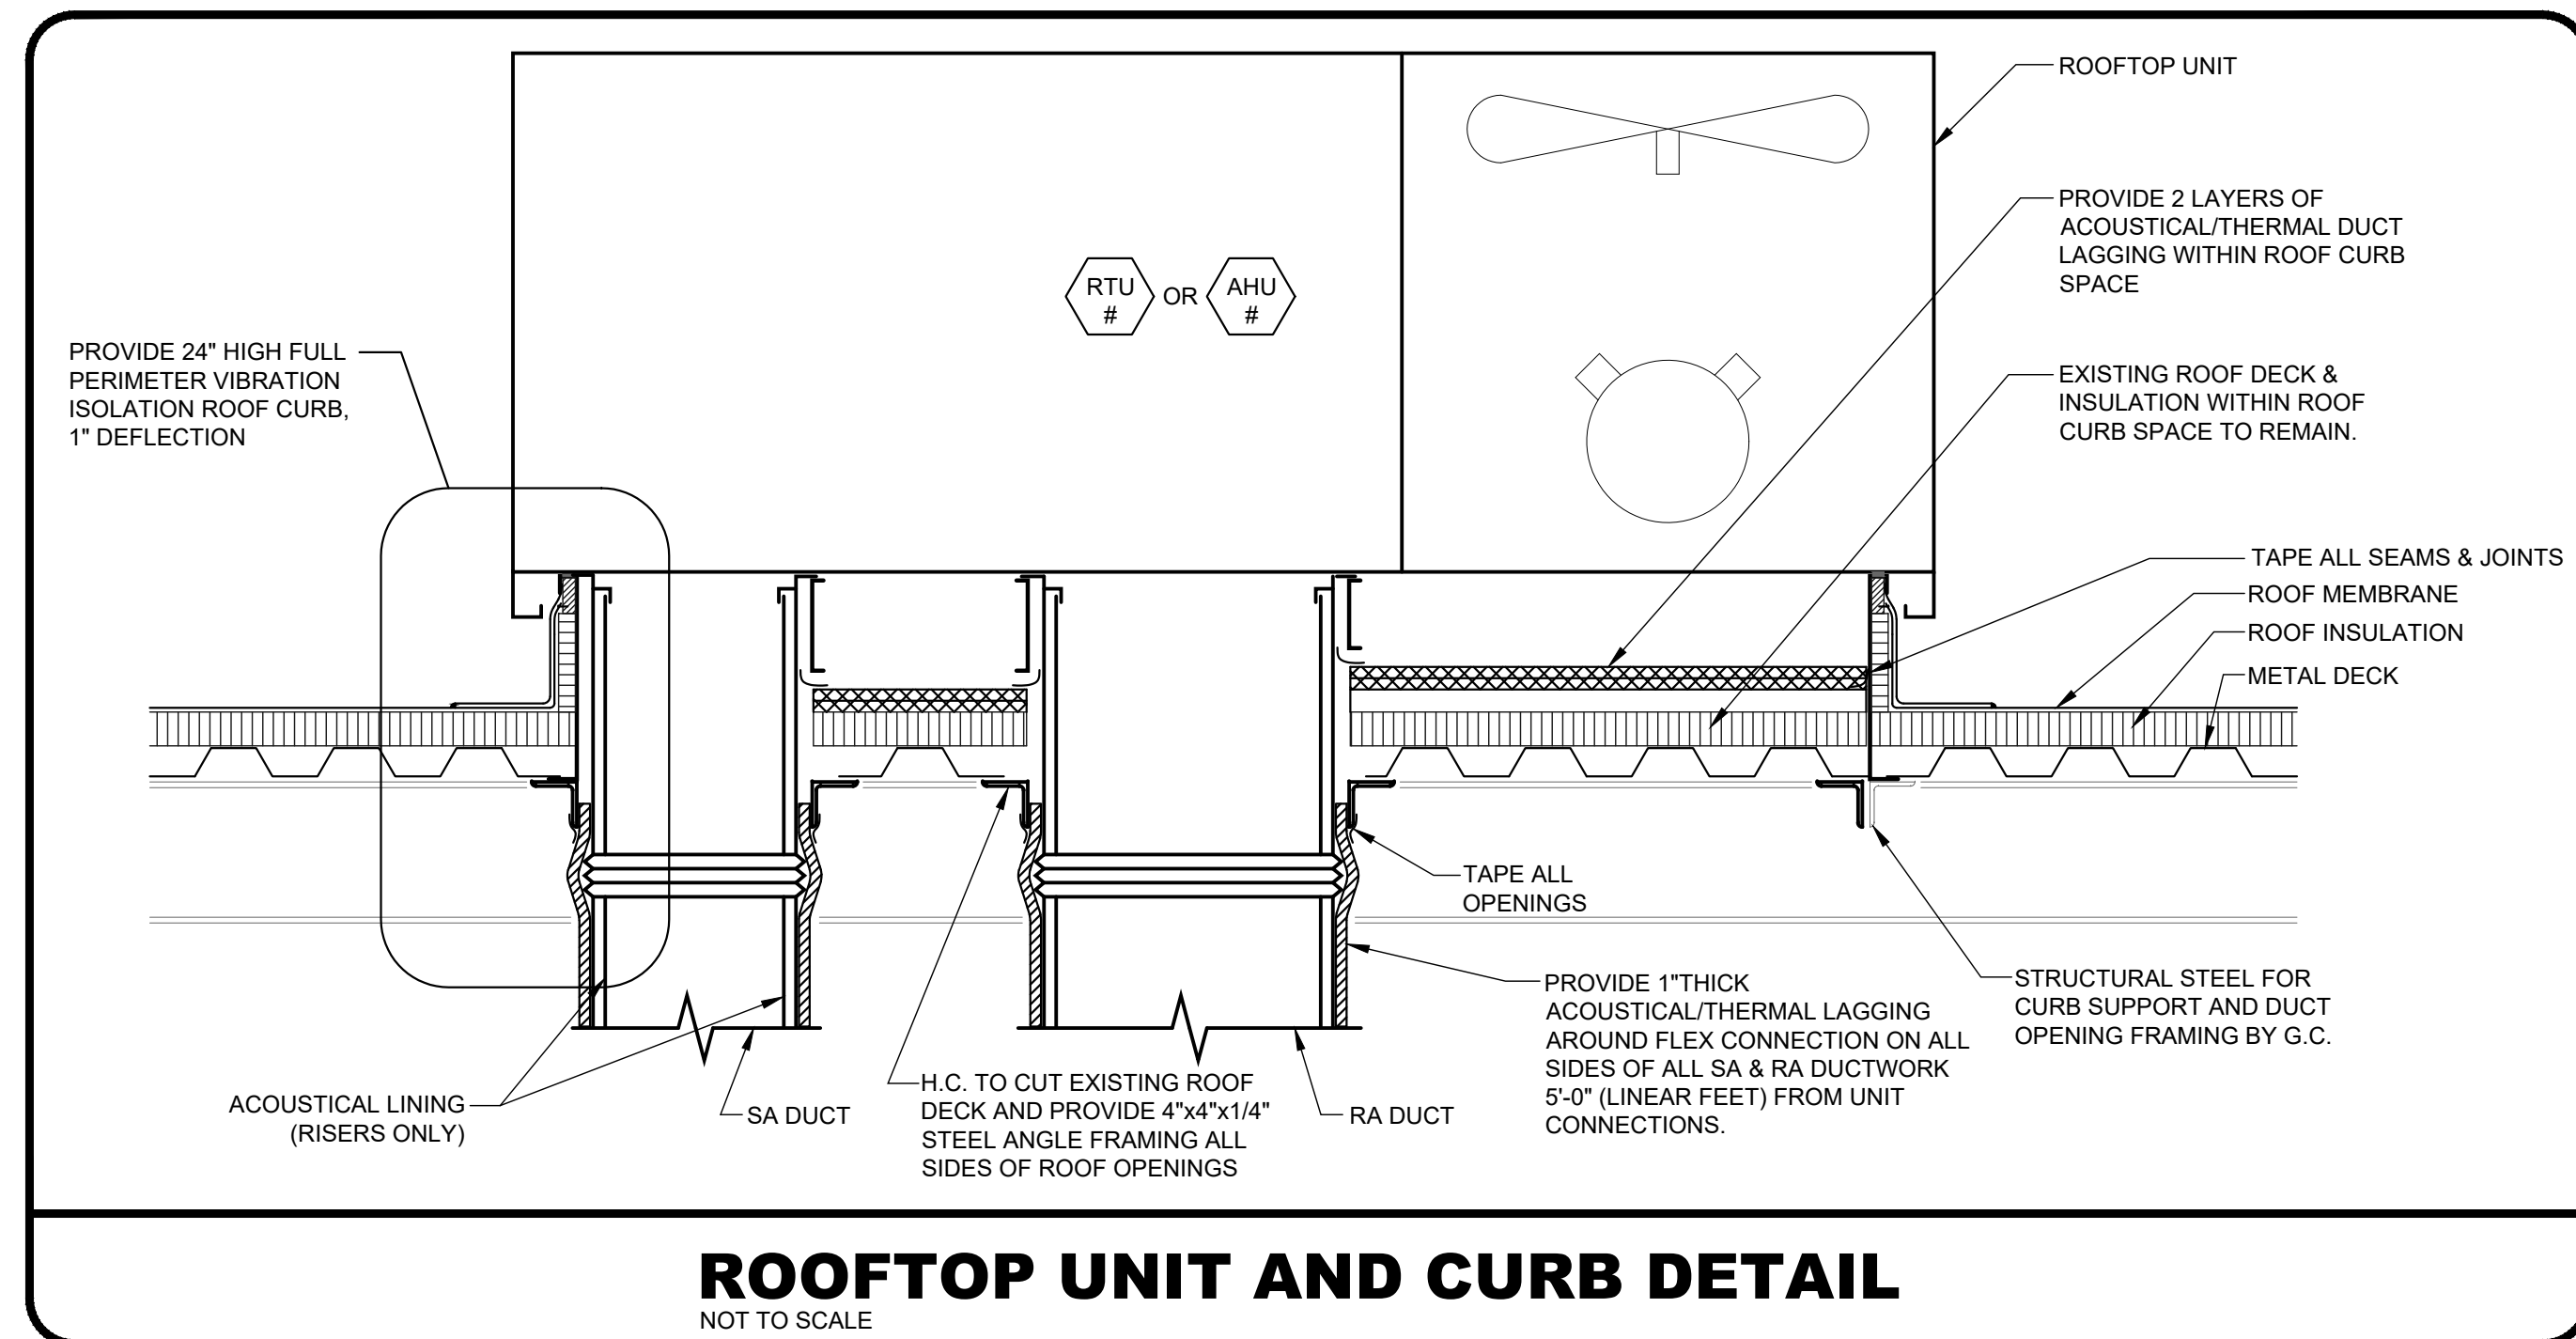 ROOFTOP UNIT
PROVIDE 2 LAYERS OF
ACOUSTICAL/THERMAL DUCT
LAGGING WITHIN ROOF CURB
SPACE
RTU
#
OR
AHU
#
PROVIDE 24" HIGH FULL
PERIMETER VIBRATION
ISOLATION ROOF CURB,
1" DEFLECTION
EXISTING ROOF DECK &
INSULATION WITHIN ROOF
CURB SPACE TO REMAIN.
TAPE ALL SEAMS & JOINTS
ROOF MEMBRANE
ROOF INSULATION
METAL DECK
TAPE ALL
OPENINGS
STRUCTURAL STEEL FOR
CURB SUPPORT AND DUCT
OPENING FRAMING BY G.C.
PROVIDE 1"THICK
ACOUSTICAL/THERMAL LAGGING
AROUND FLEX CONNECTION ON ALL
SIDES OF ALL SA & RA DUCTWORK
5'-0" (LINEAR FEET) FROM UNIT
CONNECTIONS.
ACOUSTICAL LINING
(RISERS ONLY)
SA DUCT
H.C. TO CUT EXISTING ROOF
DECK AND PROVIDE 4"x4"x1/4"
STEEL ANGLE FRAMING ALL
SIDES OF ROOF OPENINGS
RA DUCT
ROOFTOP UNIT AND CURB DETAIL
NOT TO SCALE